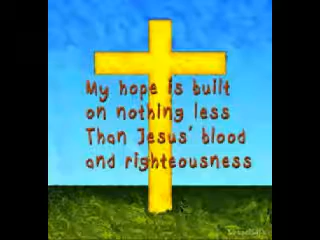 My hope is built
on nothing less
Than Jesus' blood
and righteousness